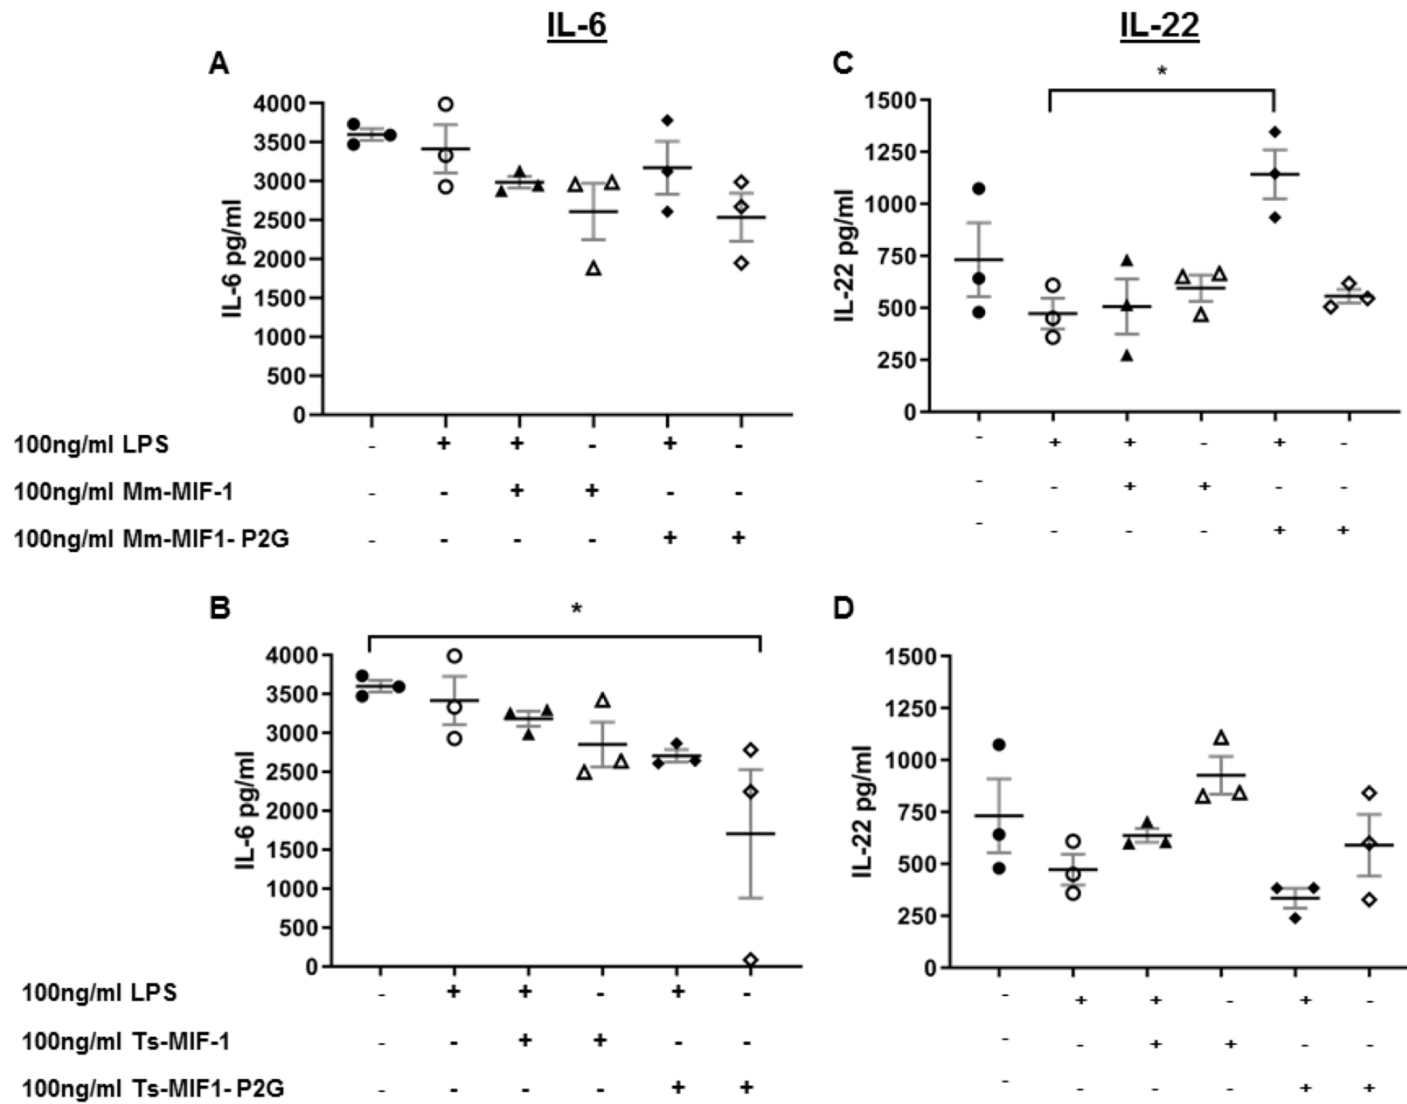 IL-6
IL-22
A
C
*
4000
3500
3000
2500
2000
1500
1000
500
0
IL-6 pg/ml
1500
1250
1000
750
500
250
0
IL-22 pg/ml
100ng/ml LPS - + + - + - - + + - + -
100ng/ml Mm-MIF-1 - - + + - - - - + + - -
100ng/ml Mm-MIF1- P2G - - - - + + - - - - + +
B
D
*
4000
3500
3000
2500
2000
1500
1000
500
0
IL-6 pg/ml
1500
1250
1000
750
500
250
0
IL-22 pg/ml
100ng/ml LPS - + + - + - - + + - + -
100ng/ml Ts-MIF-1 - - + + - - - - + + - -
100ng/ml Ts-MIF1- P2G - - - - + + - - - - + +